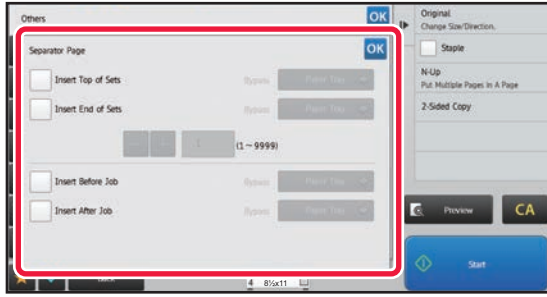 Others
OK
Separator Page
OK
Insert Top of Sets
Bypass
Paper Tray
Insert End of Sets
Bypass
Paper Tray
1
(1~9999)
Insert Before Job
Bypass
Paper Tray
Insert After Job
Bypass
Paper Tray
Original
Change Size/Direction.
Staple
N-Up
Put Multiple Pages In A Page
2-Sided Copy
Preview
CA
Start
4
8½x11